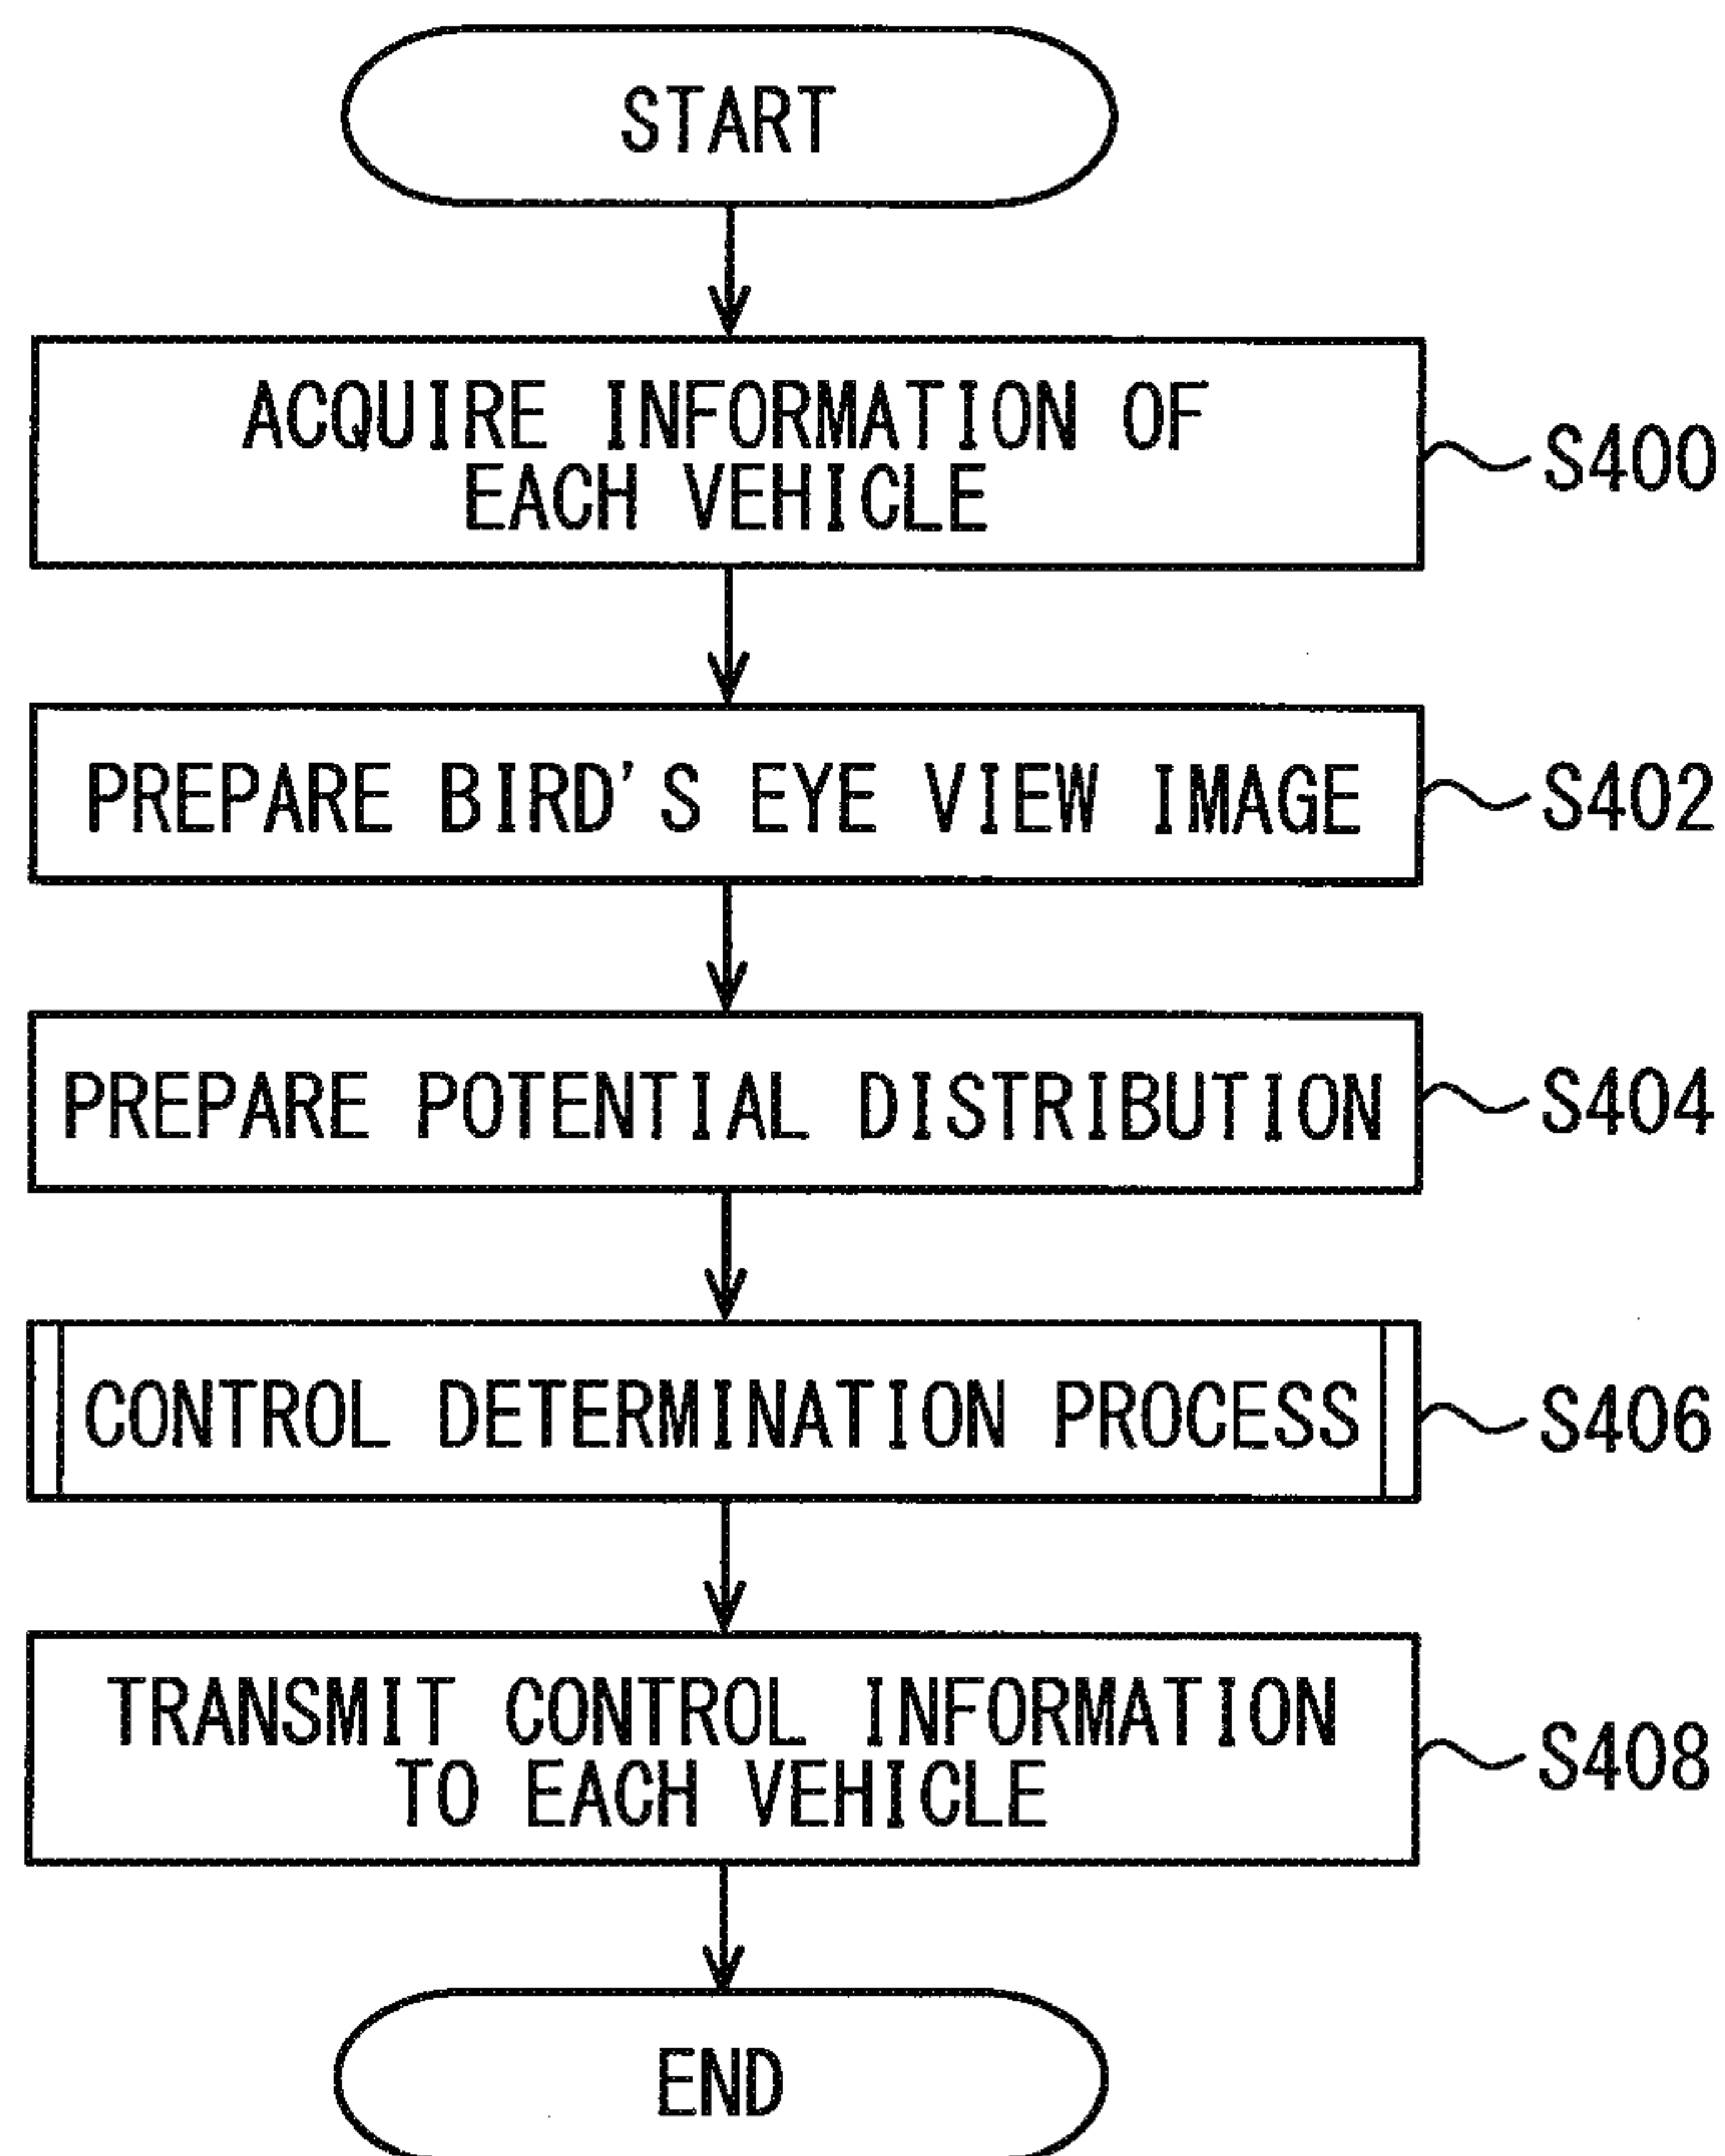 START
ACQUIRE INFORMATION OF
EACH VEHICLE
S400
PREPARE BIRD'S EYE VIEW IMAGE
S402
PREPARE POTENTIAL DISTRIBUTION
S404
CONTROL DETERMINATION PROCESS
S406
TRANSMIT CONTROL INFORMATION
TO EACH VEHICLE
S408
END